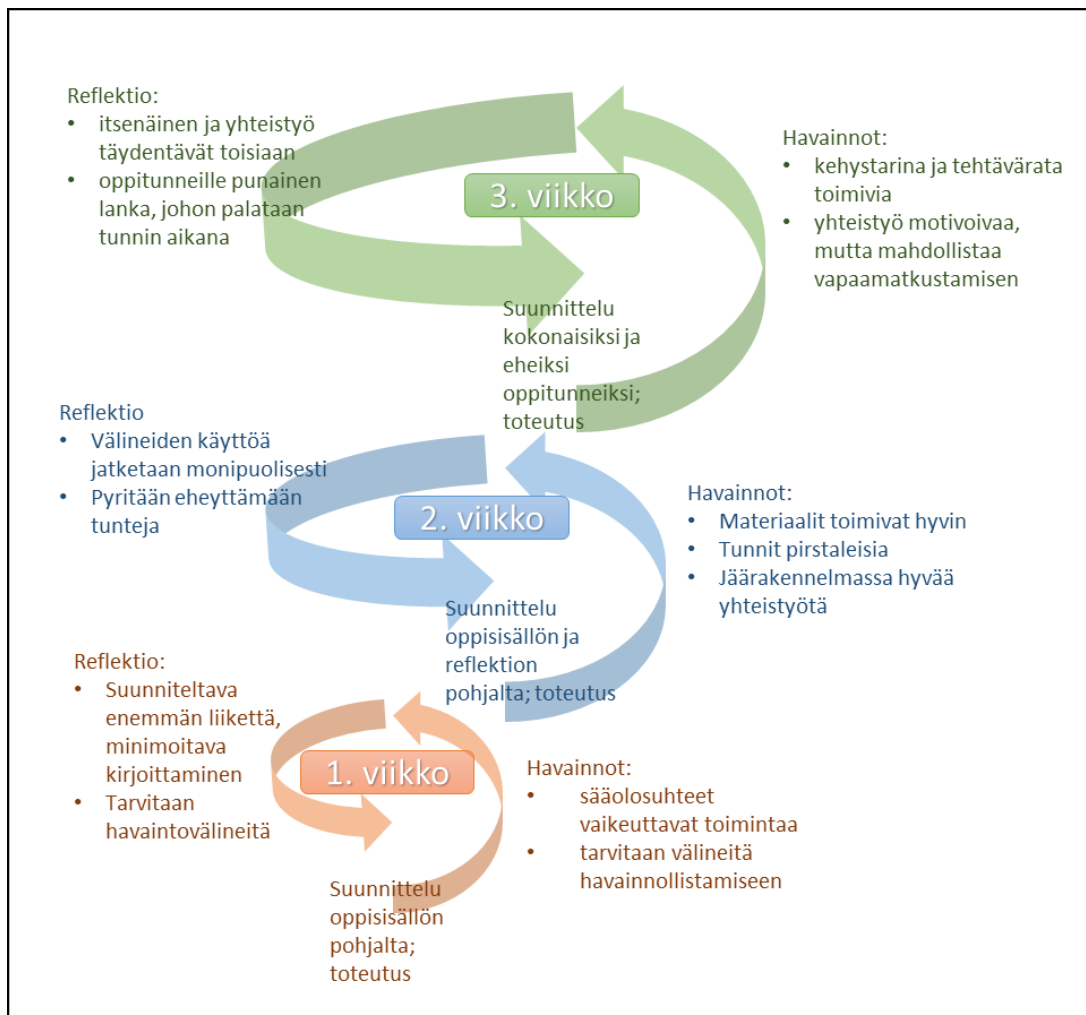 Reflektio:
• itsenäinen ja yhteistyö
täydentävät toisiaan
• oppitunneille punainen
lanka, johon palataan
tunnin aikana
3. viikko
Havainnot:
• kehystarina ja tehtävärata
toimivia
• yhteistyö motivoivaa,
mutta mahdollistaa
vapaamatkustamisen
Suunnittelu
kokonaisiksi ja
eheiksi
oppitunneiksi;
toteutus
Reflektio
• Välineiden käyttöä
jatketaan monipuolisesti
• Pyritään eheyttämään
tunteja
2. viikko
Havainnot:
• Materiaalit toimivat hyvin
• Tunnit pirstaleisia
• Jäärakennelmassa hyvää
yhteistyötä
Suunnittelu
oppisisällön ja
reflektion
pohjalta; toteutus
Reflektio:
• Suunniteltava
enemmän liikettä,
minimoitava
kirjoittaminen
• Tarvitaan
havaintovälineitä
1. viikko
Havainnot:
• sääolosuhteet
vaikeuttavat toimintaa
• tarvitaan välineitä
havainnollistamiseen
Suunnittelu
oppisisällön
pohjalta;
toteutus